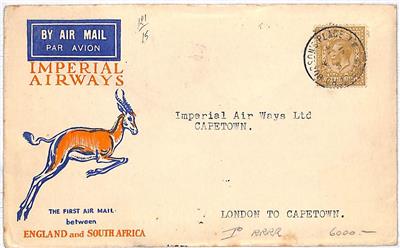 BY AIR MAIL
PAR AVION
IMPERIAL
AIRWAYS
Imperial Air Ways Ltd
CAPETOWN.
THE FIRST AIR MAIL
between
ENGLAND and SOUTH AFRICA
LONDON TO CAPETOWN.
6000.—